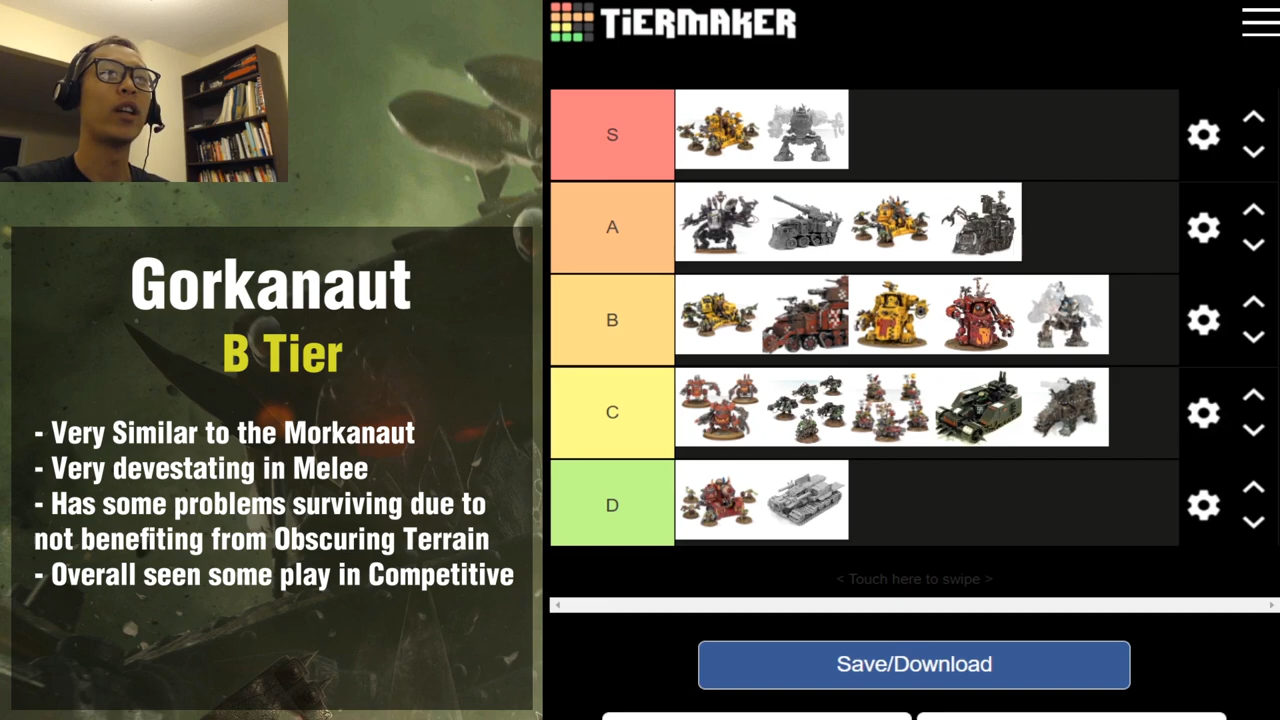 TiERMAKER
Gorkanaut
B Tier
- Very Similar to the Morkanaut
- Very devestating in Melee
- Has some problems surviving due to
not benefiting from Obscuring Terrain
- Overall seen some play in Competitive
S
A
B
C
D
< Touch here to swipe >
Save/Download